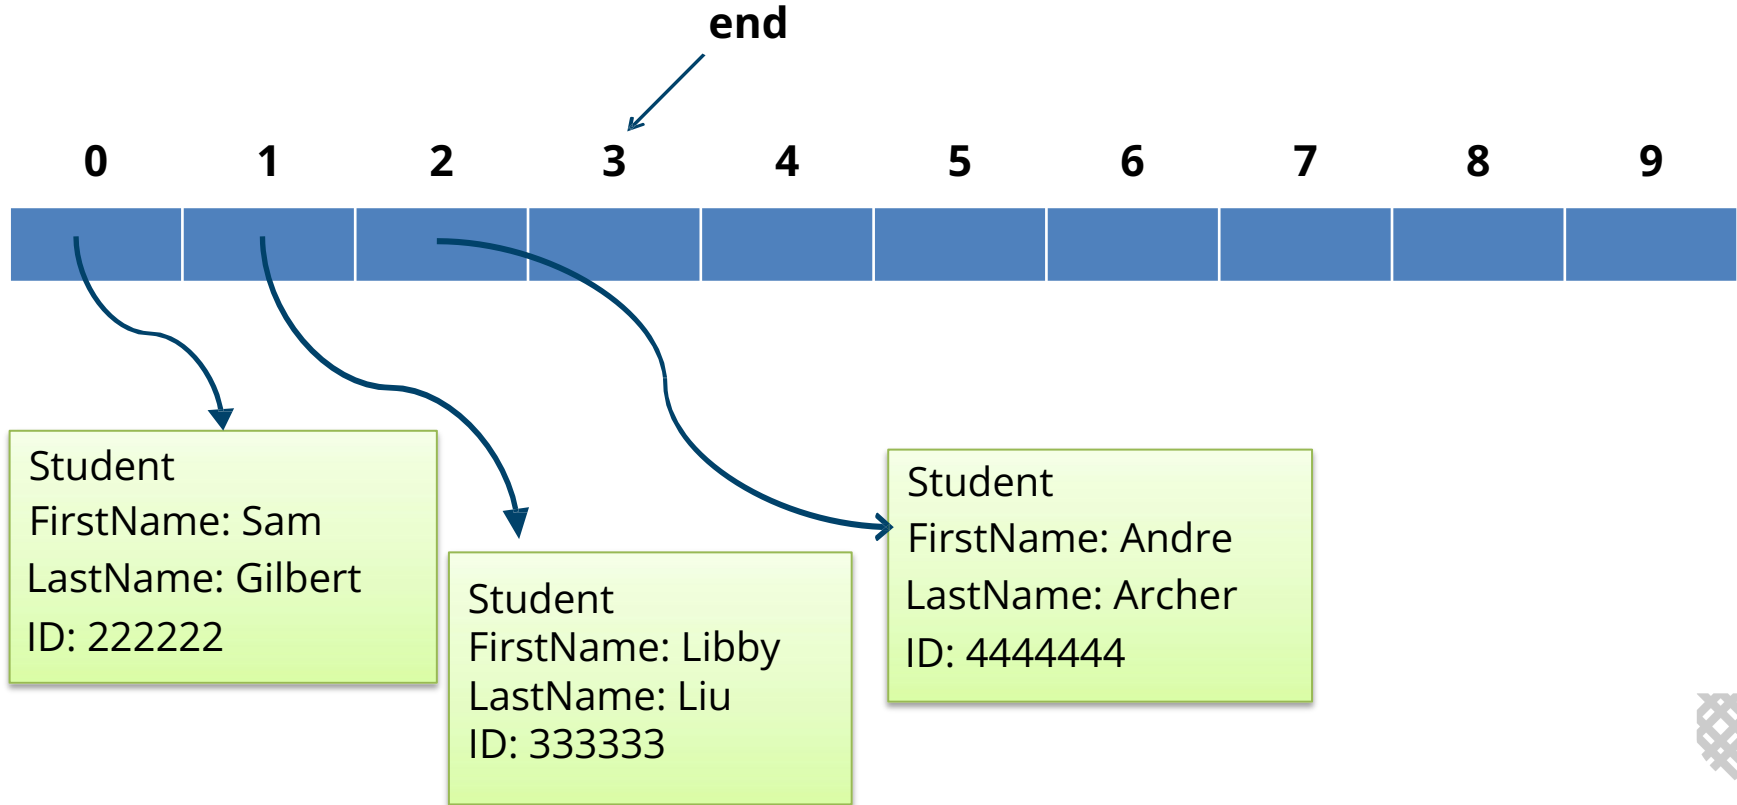 end
0 1 2 3 4 5 6 7 8 9
Student
FirstName: Sam
LastName: Gilbert
ID: 222222
Student
FirstName: Libby
LastName: Liu
ID: 333333
Student
FirstName: Andre
LastName: Archer
ID: 4444444